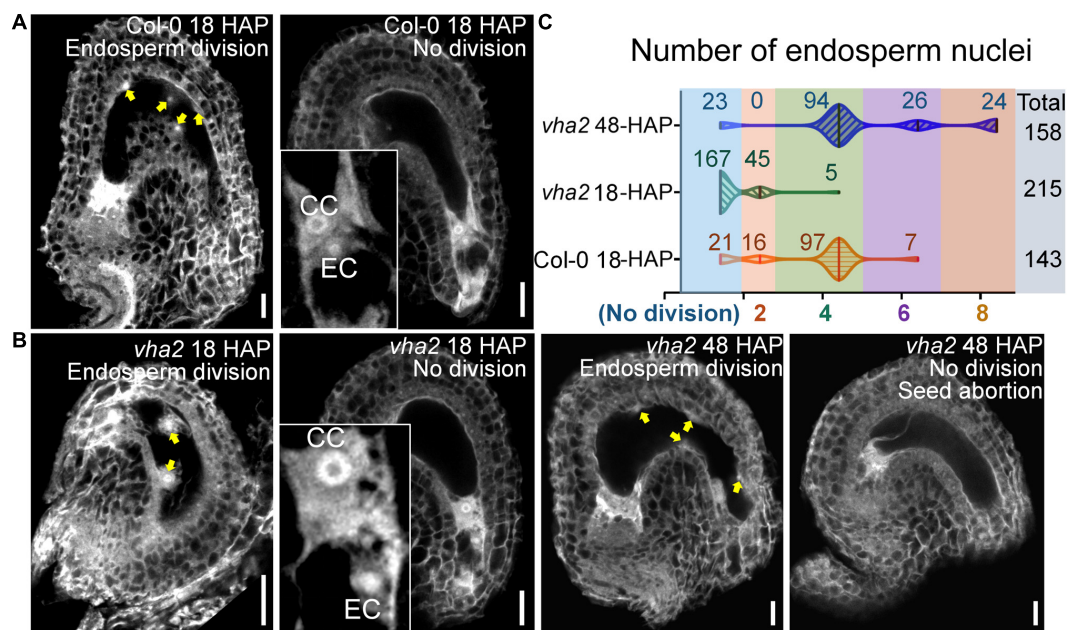 A
Col-0 18 HAP
Endosperm division
Col-0 18 HAP
No division
CC
EC
C
Number of endosperm nuclei
23 0 94 26 24 Total
vha2 48-HAP 158
167 45 5
vha2 18-HAP 215
21 16 97 7
Col-0 18-HAP 143
(No division) 2 4 6 8
B
vha2 18 HAP
Endosperm division
vha2 18 HAP
No division
CC
EC
vha2 48 HAP
Endosperm division
vha2 48 HAP
No division
Seed abortion